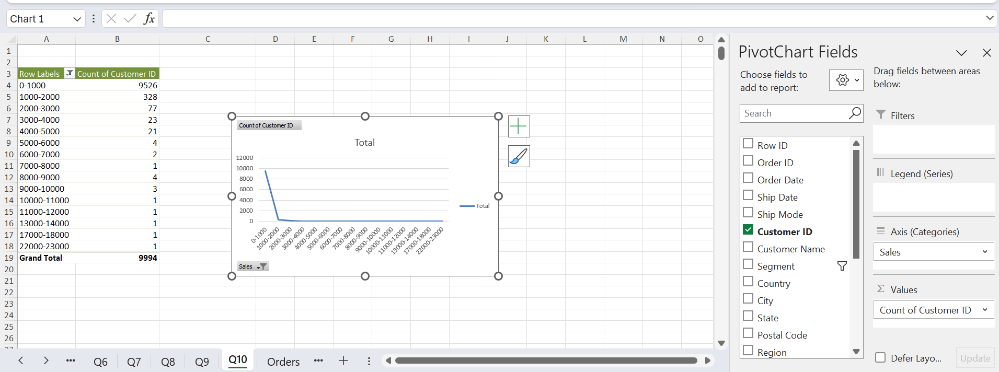 Chart 1
fx
A B C D E F G H I J K L M N O
1
2
3 Row Labels Count of Customer ID
4 0-1000 9526
5 1000-2000 328
6 2000-3000 77
7 3000-4000 23
8 4000-5000 21
9 5000-6000 4
10 6000-7000 2
11 7000-8000 1
12 8000-9000 4
13 9000-10000 3
14 10000-11000 1
15 11000-12000 1
16 13000-14000 1
17 17000-18000 1
18 22000-23000 1
19 Grand Total 9994
20
21
22
23
24
25
26
27
Count of Customer ID
Total
12000
10000
8000
6000
4000
2000
0
0-1000
1000-2000
2000-3000
3000-4000
4000-5000
5000-6000
6000-7000
7000-8000
8000-9000
9000-10000
10000-11000
11000-12000
13000-14000
17000-18000
22000-23000
Total
Sales
PivotChart Fields
Choose fields to
add to report:
Search
Row ID
Order ID
Order Date
Ship Date
Ship Mode
Customer ID
Customer Name
Segment
Country
City
State
Postal Code
Region
Drag fields between areas
below:
Filters
Legend (Series)
Axis (Categories)
Sales
Σ Values
Count of Customer ID
Defer Layo...
Update
... Q6 Q7 Q8 Q9 Q10 Orders ...